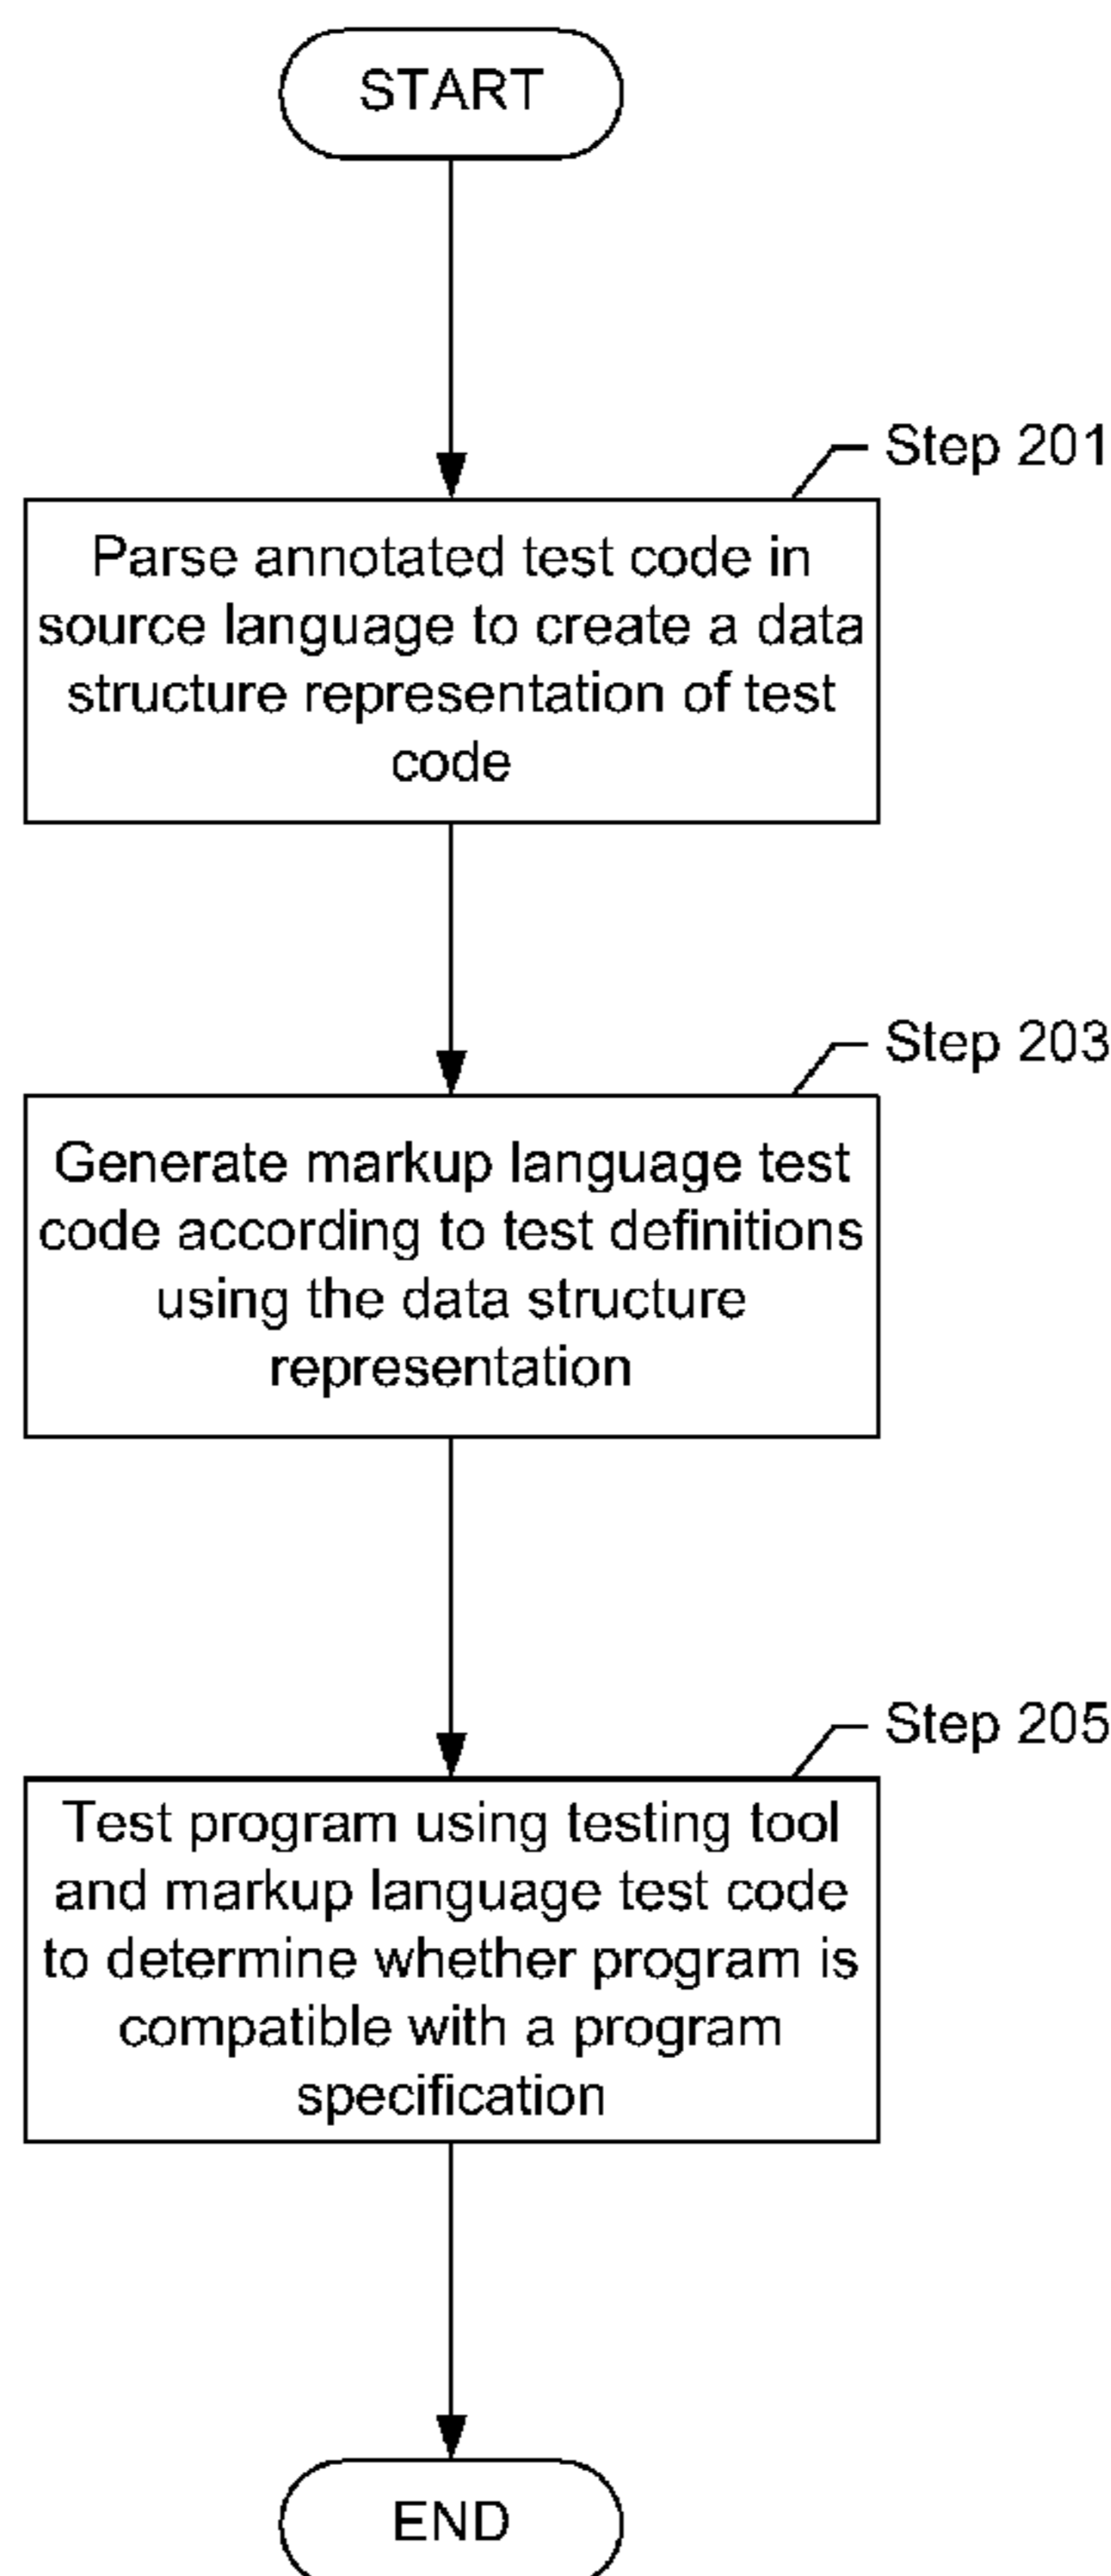 START
Step 201
Parse annotated test code in
source language to create a data
structure representation of test
code
Step 203
Generate markup language test
code according to test definitions
using the data structure
representation
Step 205
Test program using testing tool
and markup language test code
to determine whether program is
compatible with a program
specification
END